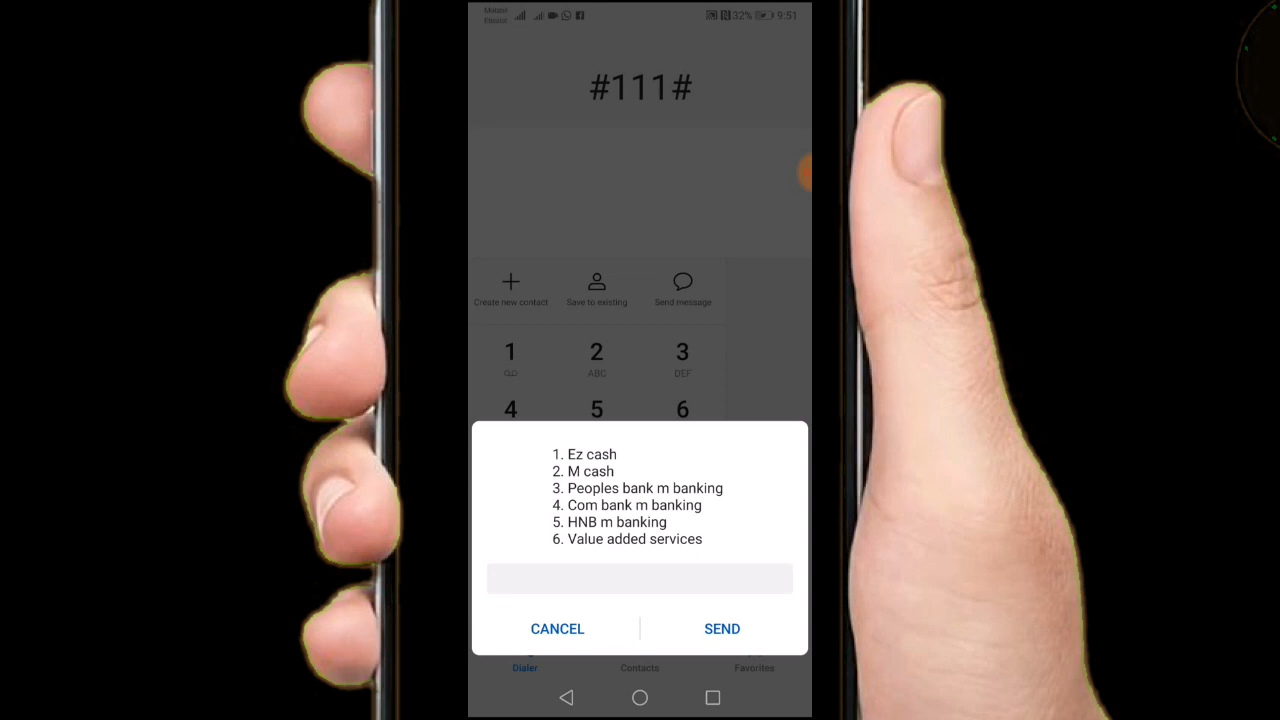 Mobitel
Etisalat
32%
9:51
#111#
Create new contact
Save to existing
Send message
1
2
3
ABC
DEF
4
5
6
1. Ez cash
2. M cash
3. Peoples bank m banking
4. Com bank m banking
5. HNB m banking
6. Value added services
CANCEL
SEND
Dialer
Contacts
Favorites